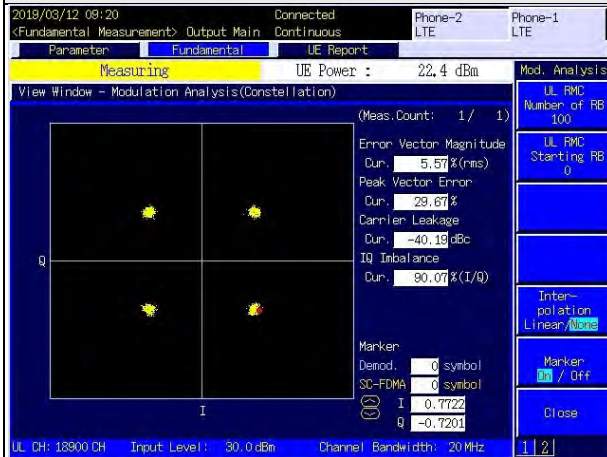 2019/03/12 09:20 Connected Phone-2 Phone-1
<Fundamental Measurement> Output Main Continuous LTE LTE
Parameter Fundamental UE Report
Measuring UE Power : 22.4 dBm Mod. Analysis
View Window - Modulation Analysis(Constellation)
(Meas.Count: 1/ 1)
Error Vector Magnitude
Cur. 5.57 %(rms)
Peak Vector Error
Cur. 29.67 %
Carrier Leakage
Cur. -40.19 dBc
IQ Imbalance
Cur. 90.07 %(I/Q)
Q
I
Marker
Demod. 0 symbol
SC-FDMA 0 symbol
I 0.7722
Q -0.7201
UL RMC
Number of RB
100
UL RMC
Starting RB
0
Inter-
polation
Linear/None
Marker
On / Off
Close
UL CH: 18900 CH Input Level: 30.0 dBm Channel Bandwidth: 20 MHz 1 2